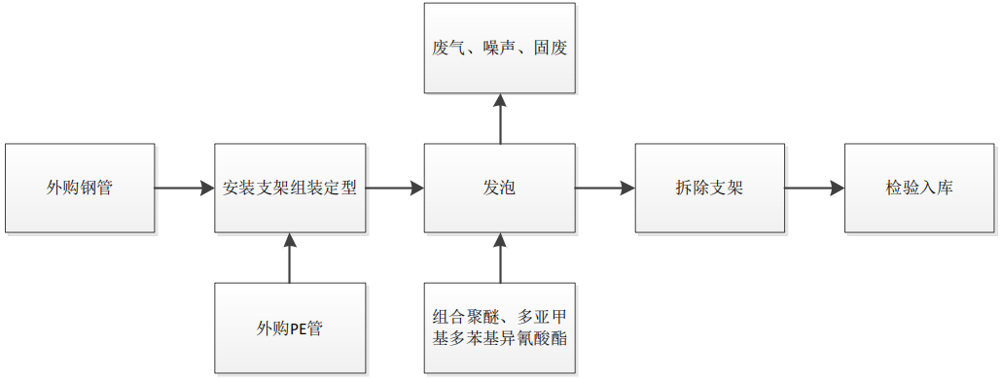 废气、噪声、固废
外购钢管
安装支架组装定型
发泡
拆除支架
检验入库
外购PE管
组合聚醚、多亚甲
基多苯基异氰酸酯